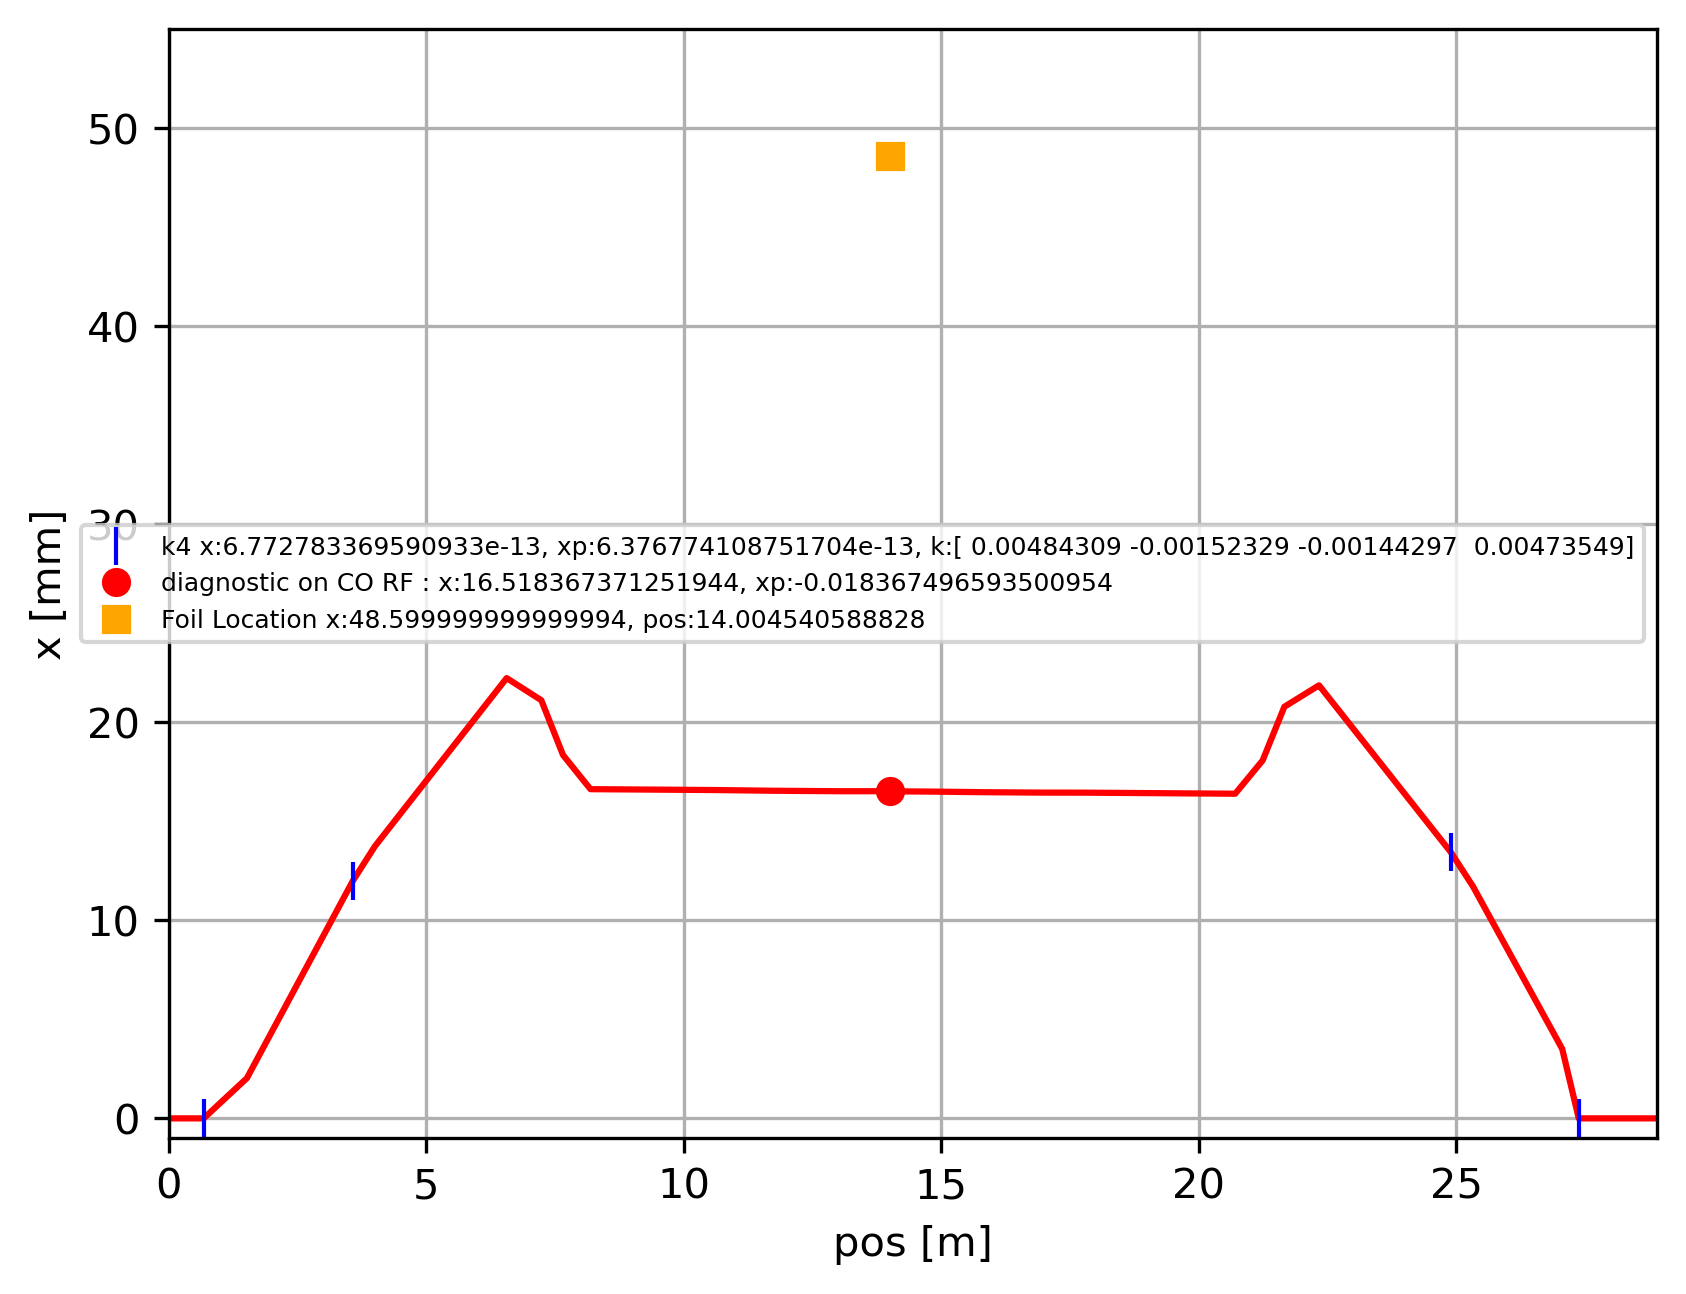 50
40
30
20
10
0
x [mm]
k4 x:6.772783369590933e-13, xp:6.376774108751704e-13, k:[ 0.00484309 -0.00152329 -0.00144297  0.00473549]
diagnostic on CO RF : x:16.518367371251944, xp:-0.018367496593500954
Foil Location x:48.599999999999994, pos:14.004540588828
0 5 10 15 20 25
pos [m]